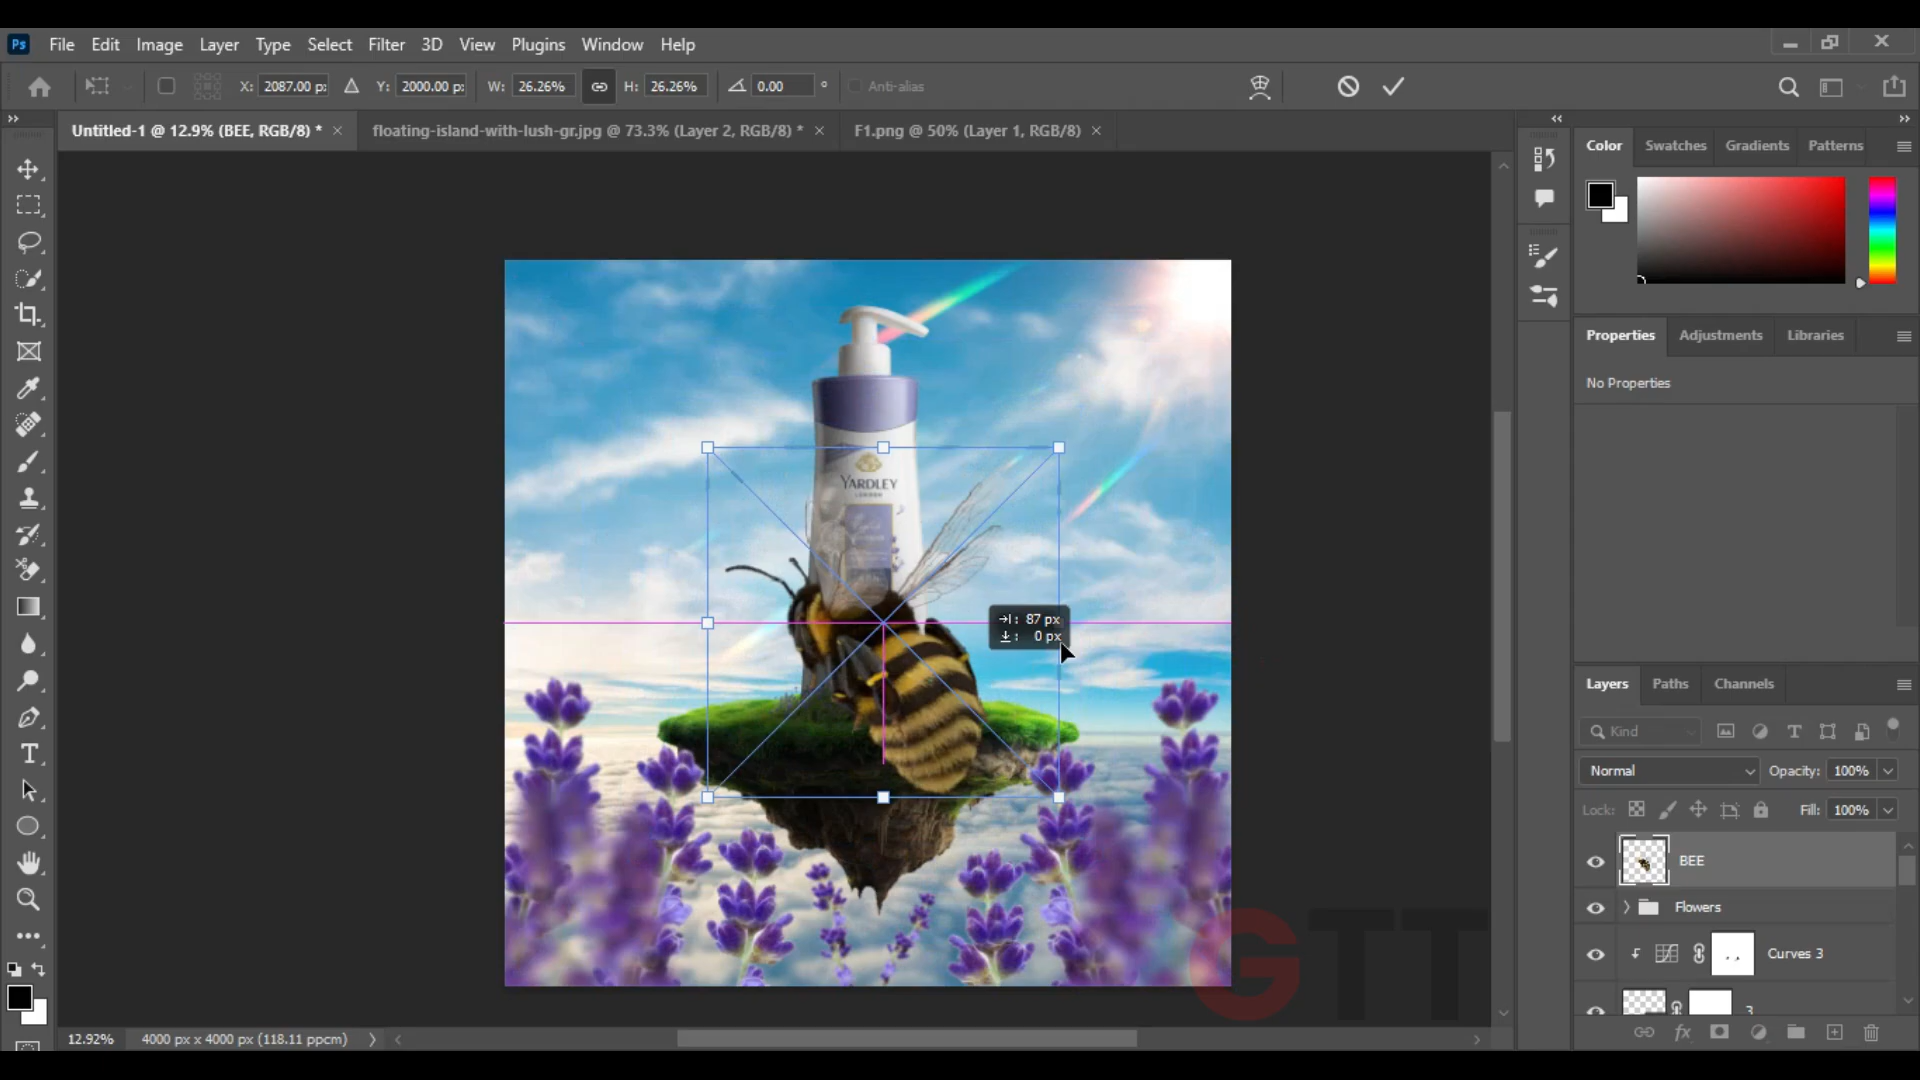 Ps File Edit Image Layer Type Select Filter 3D View Plugins Window Help
X: 2087.00 p: Y: 2000.00 p: W: 26.26% H: 26.26% 0.00 ° Anti-alias
Untitled-1 @ 12.9% (BEE, RGB/8) * × floating-island-with-lush-gr.jpg @ 73.3% (Layer 2, RGB/8) * × F1.png @ 50% (Layer 1, RGB/8) ×
Color Swatches Gradients Patterns
Properties Adjustments Libraries
No Properties
YARDLEY
LONDON
: 87 px
: 0 px
Layers Paths Channels
Kind
Normal Opacity: 100%
Lock: Fill: 100%
BEE
Flowers
Curves 3
3
GTT
12.92% 4000 px x 4000 px (118.11 ppcm)